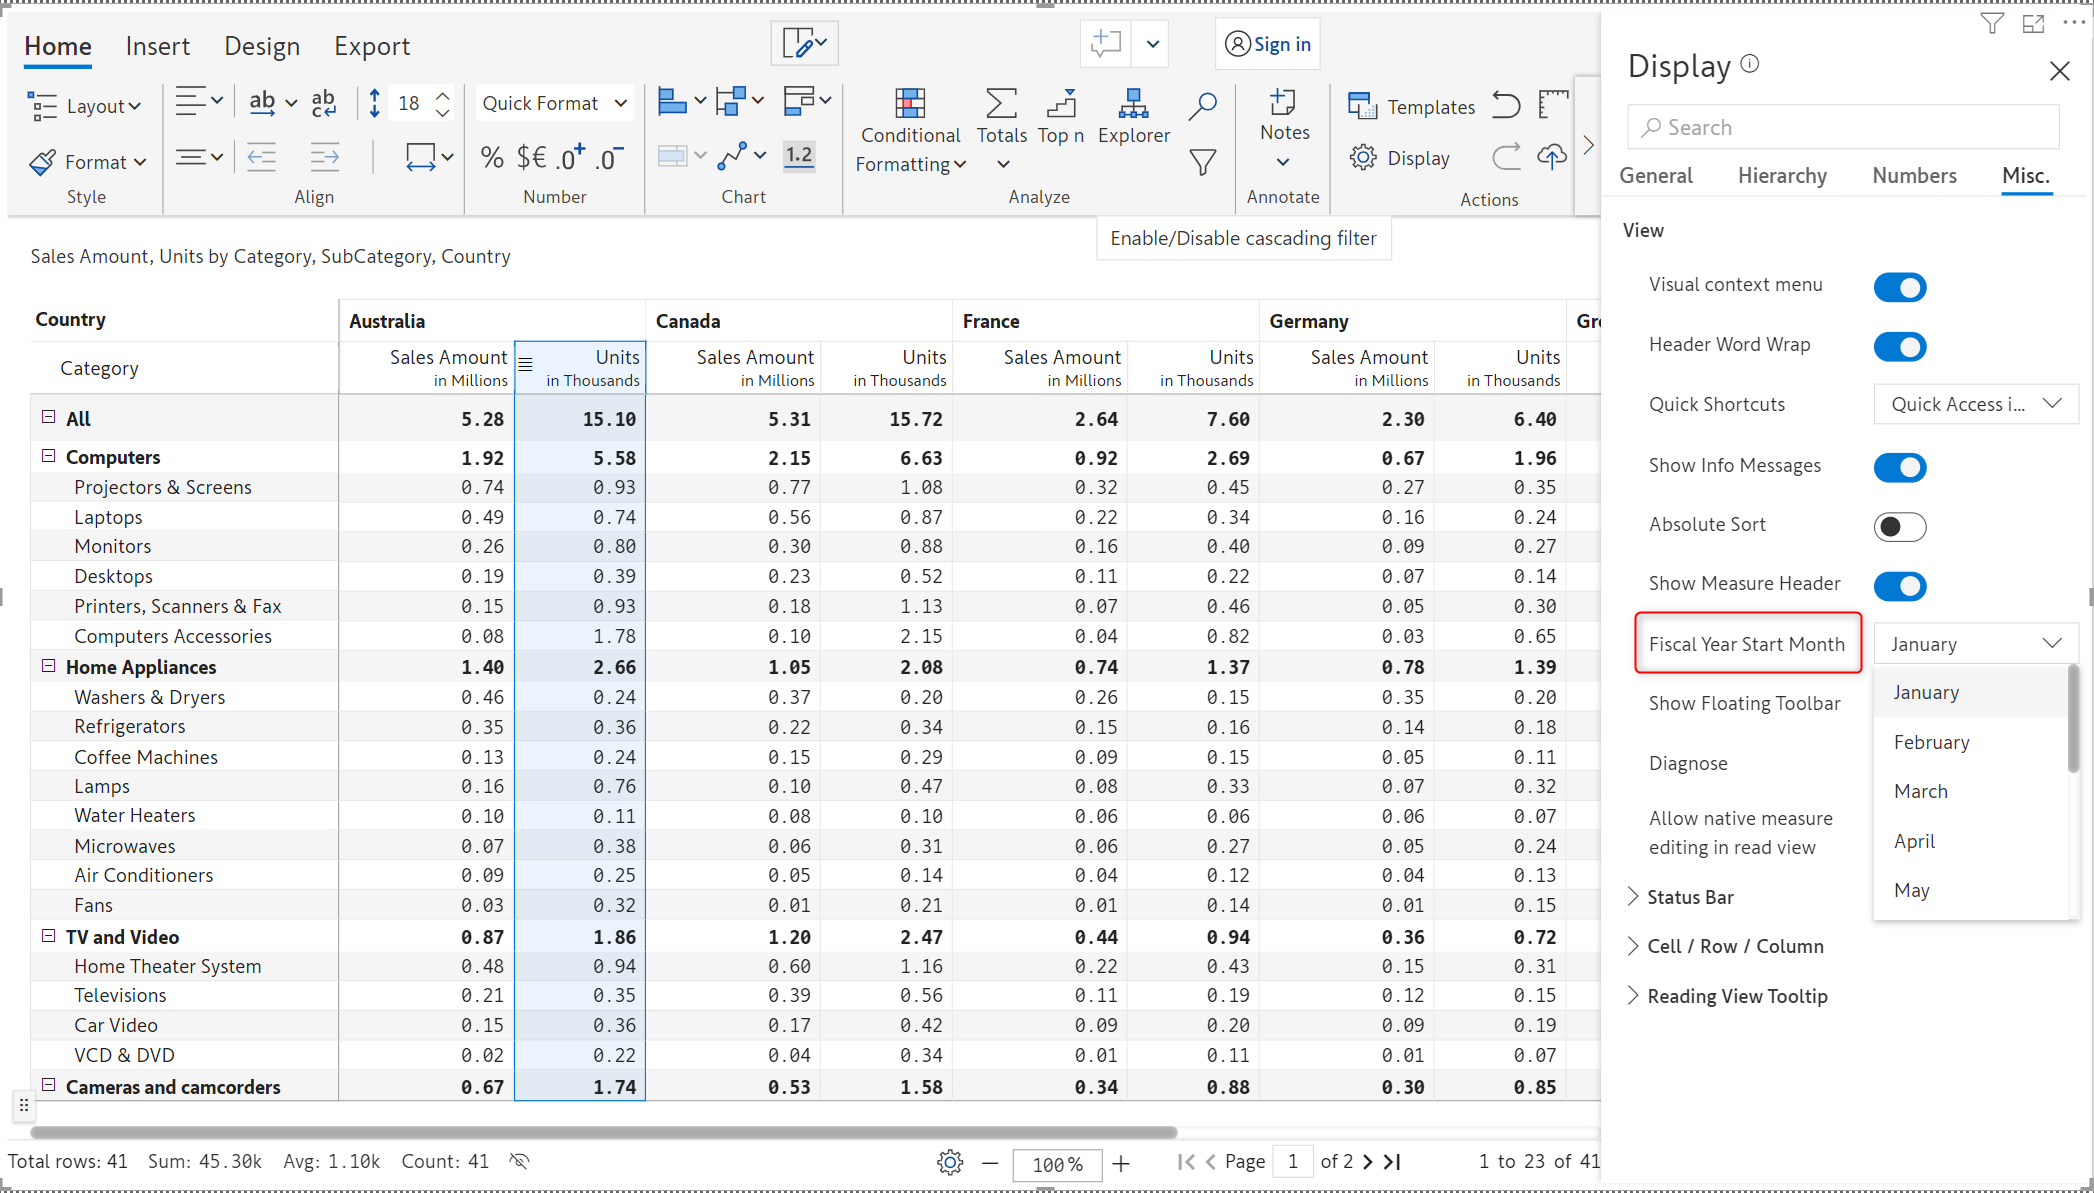 Home Insert Design Export
Sign in
Layout
ab
ab
c
18
Quick Format
Format
% $€ .0+ .0-
1.2
Style
Align
Number
Chart
Conditional
Formatting
Totals
Top n
Explorer
Analyze
Notes
Annotate
Templates
Display
Actions
Enable/Disable cascading filter
Sales Amount, Units by Category, SubCategory, Country
Country Australia Canada France Germany Gr
Category Sales Amount Units Sales Amount Units Sales Amount Units Sales Amount Units
in Millions in Thousands in Millions in Thousands in Millions in Thousands in Millions in Thousands
All 5.28 15.10 5.31 15.72 2.64 7.60 2.30 6.40
Computers 1.92 5.58 2.15 6.63 0.92 2.69 0.67 1.96
Projectors & Screens 0.74 0.93 0.77 1.08 0.32 0.45 0.27 0.35
Laptops 0.49 0.74 0.56 0.87 0.22 0.34 0.16 0.24
Monitors 0.26 0.80 0.30 0.88 0.16 0.40 0.09 0.27
Desktops 0.19 0.39 0.23 0.52 0.11 0.22 0.07 0.14
Printers, Scanners & Fax 0.15 0.93 0.18 1.13 0.07 0.46 0.05 0.30
Computers Accessories 0.08 1.78 0.10 2.15 0.04 0.82 0.03 0.65
Home Appliances 1.40 2.66 1.05 2.08 0.74 1.37 0.78 1.39
Washers & Dryers 0.46 0.24 0.37 0.20 0.26 0.15 0.35 0.20
Refrigerators 0.35 0.36 0.22 0.34 0.15 0.16 0.14 0.18
Coffee Machines 0.13 0.24 0.15 0.29 0.09 0.15 0.05 0.11
Lamps 0.16 0.76 0.10 0.47 0.08 0.33 0.07 0.32
Water Heaters 0.10 0.11 0.08 0.10 0.06 0.06 0.06 0.07
Microwaves 0.07 0.38 0.06 0.31 0.06 0.27 0.05 0.24
Air Conditioners 0.09 0.25 0.05 0.14 0.04 0.12 0.04 0.13
Fans 0.03 0.32 0.01 0.21 0.01 0.14 0.01 0.15
TV and Video 0.87 1.86 1.20 2.47 0.44 0.94 0.36 0.72
Home Theater System 0.48 0.94 0.60 1.16 0.22 0.43 0.15 0.31
Televisions 0.21 0.35 0.39 0.56 0.11 0.19 0.12 0.15
Car Video 0.15 0.36 0.17 0.42 0.09 0.20 0.09 0.19
VCD & DVD 0.02 0.22 0.04 0.34 0.01 0.11 0.01 0.07
Cameras and camcorders 0.67 1.74 0.53 1.58 0.34 0.88 0.30 0.85
Total rows: 41 Sum: 45.30k Avg: 1.10k Count: 41
100%
Page 1 of 2
1 to 23 of 41
Display
Search
General Hierarchy Numbers Misc.
View
Visual context menu
Header Word Wrap
Quick Shortcuts Quick Access i...
Show Info Messages
Absolute Sort
Show Measure Header
Fiscal Year Start Month January
January
Show Floating Toolbar
February
Diagnose
March
Allow native measure
editing in read view
April
May
Status Bar
Cell / Row / Column
Reading View Tooltip